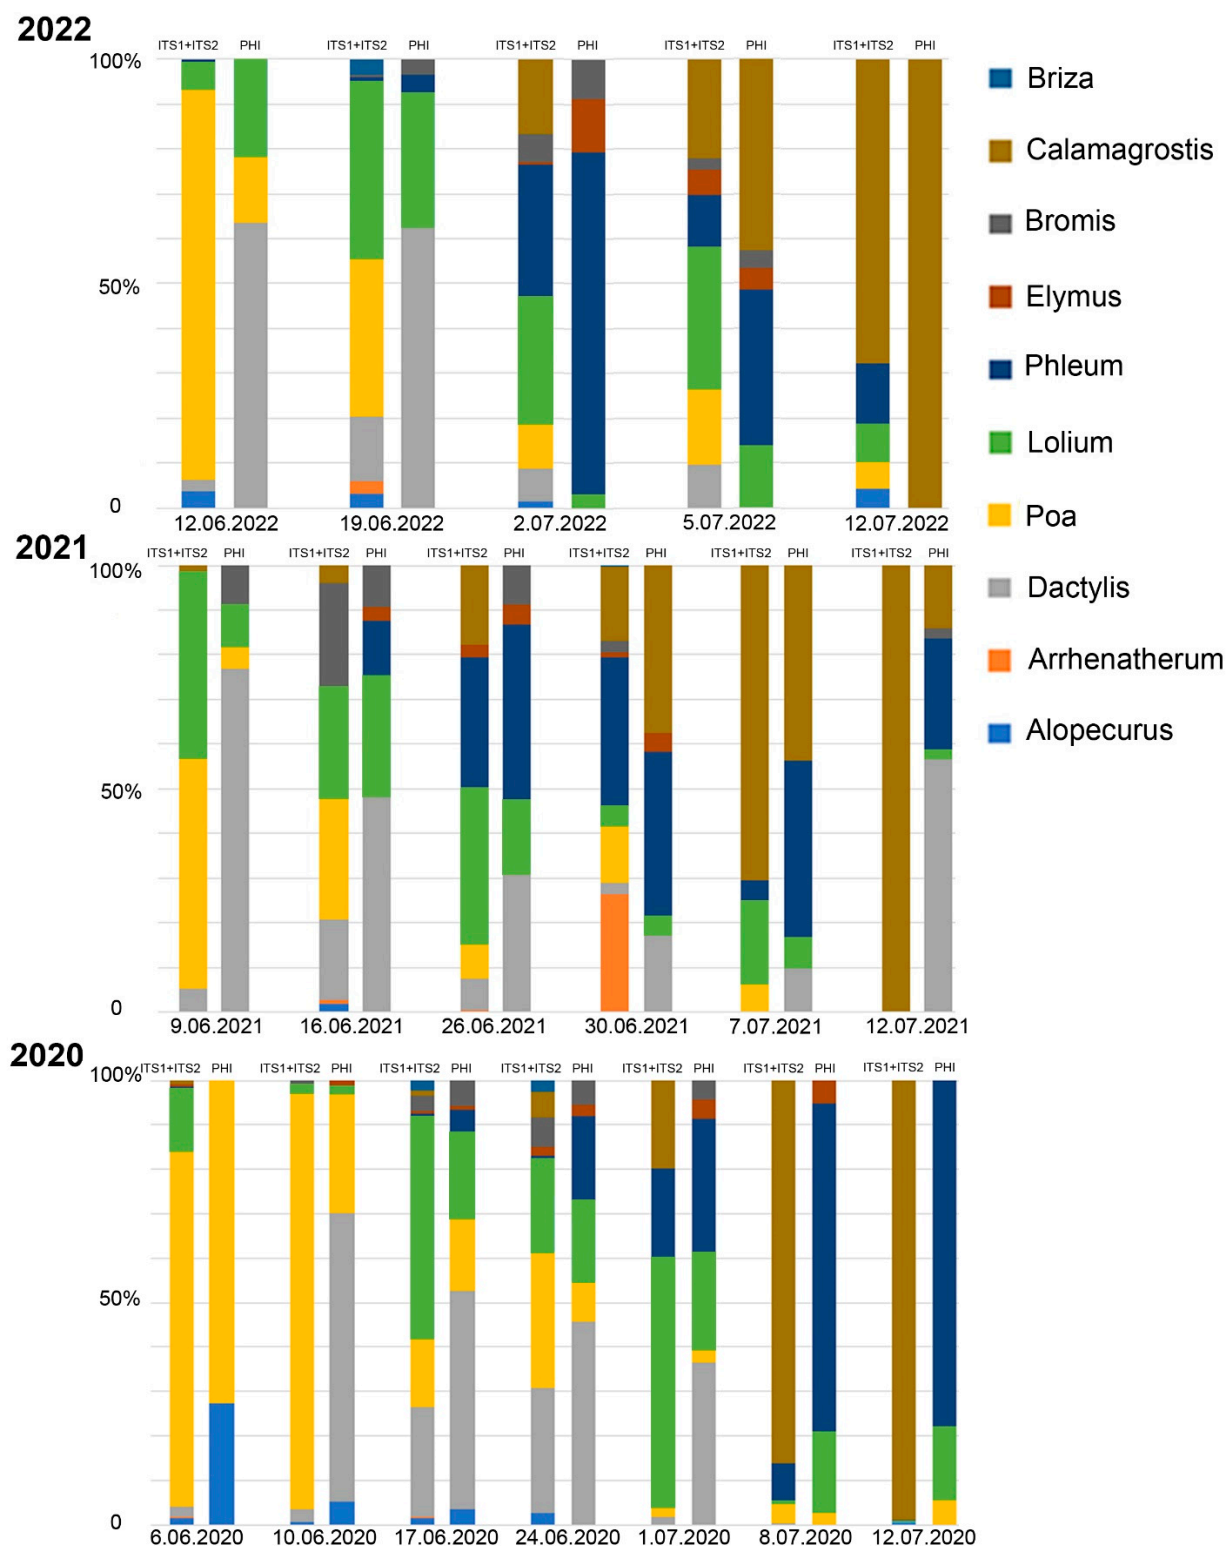 2022
ITS1+ITS2 PHI ITS1+ITS2 PHI ITS1+ITS2 PHI ITS1+ITS2 PHI ITS1+ITS2 PHI
100%
50%
0
12.06.2022 19.06.2022 2.07.2022 5.07.2022 12.07.2022
2021
ITS1+ITS2 PHI ITS1+ITS2 PHI ITS1+ITS2 PHI ITS1+ITS2 PHI ITS1+ITS2 PHI ITS1+ITS2 PHI
100%
50%
0
9.06.2021 16.06.2021 26.06.2021 30.06.2021 7.07.2021 12.07.2021
2020
ITS1+ITS2 PHI ITS1+ITS2 PHI ITS1+ITS2 PHI ITS1+ITS2 PHI ITS1+ITS2 PHI ITS1+ITS2 PHI ITS1+ITS2 PHI
100%
50%
0
6.06.2020 10.06.2020 17.06.2020 24.06.2020 1.07.2020 8.07.2020 12.07.2020
Briza
Calamagrostis
Bromis
Elymus
Phleum
Lolium
Poa
Dactylis
Arrhenatherum
Alopecurus